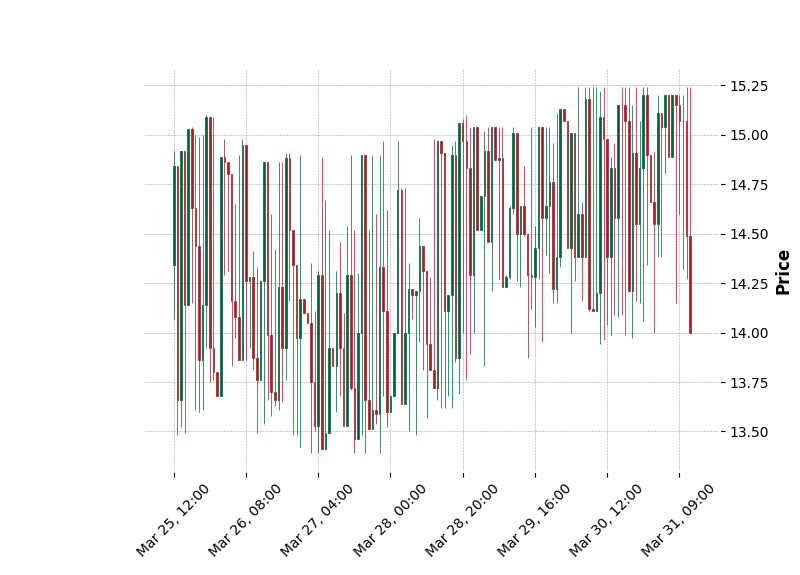 15.25
15.00
14.75
14.50
14.25
14.00
13.75
13.50
Price
Mar 25, 12:00
Mar 26, 08:00
Mar 27, 04:00
Mar 28, 00:00
Mar 28, 20:00
Mar 29, 16:00
Mar 30, 12:00
Mar 31, 09:00